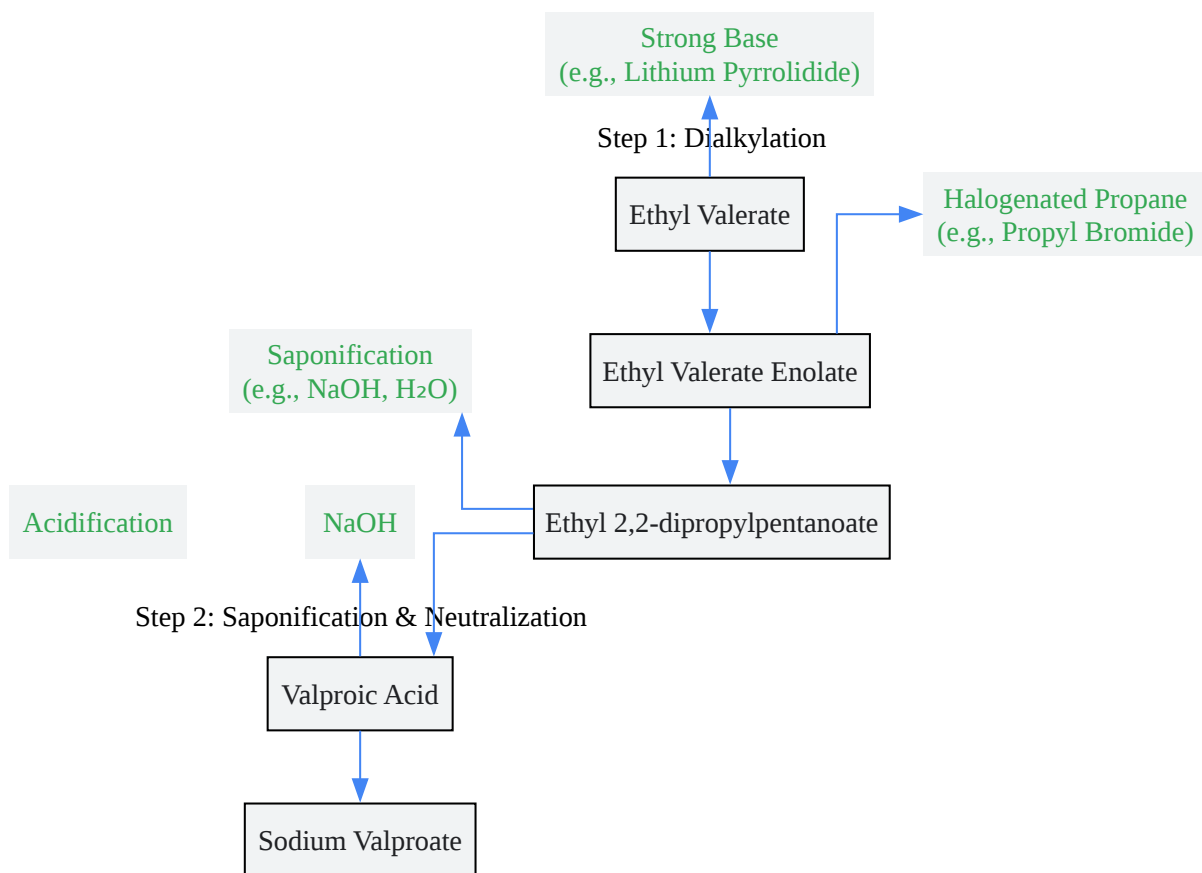 Strong Base
(e.g., Lithium Pyrrolidide)
Step 1: Dialkylation
Ethyl Valerate
Halogenated Propane
(e.g., Propyl Bromide)
Saponification
(e.g., NaOH, H₂O)
Ethyl Valerate Enolate
Acidification
NaOH
Ethyl 2,2-dipropylpentanoate
Step 2: Saponification & Neutralization
Valproic Acid
Sodium Valproate